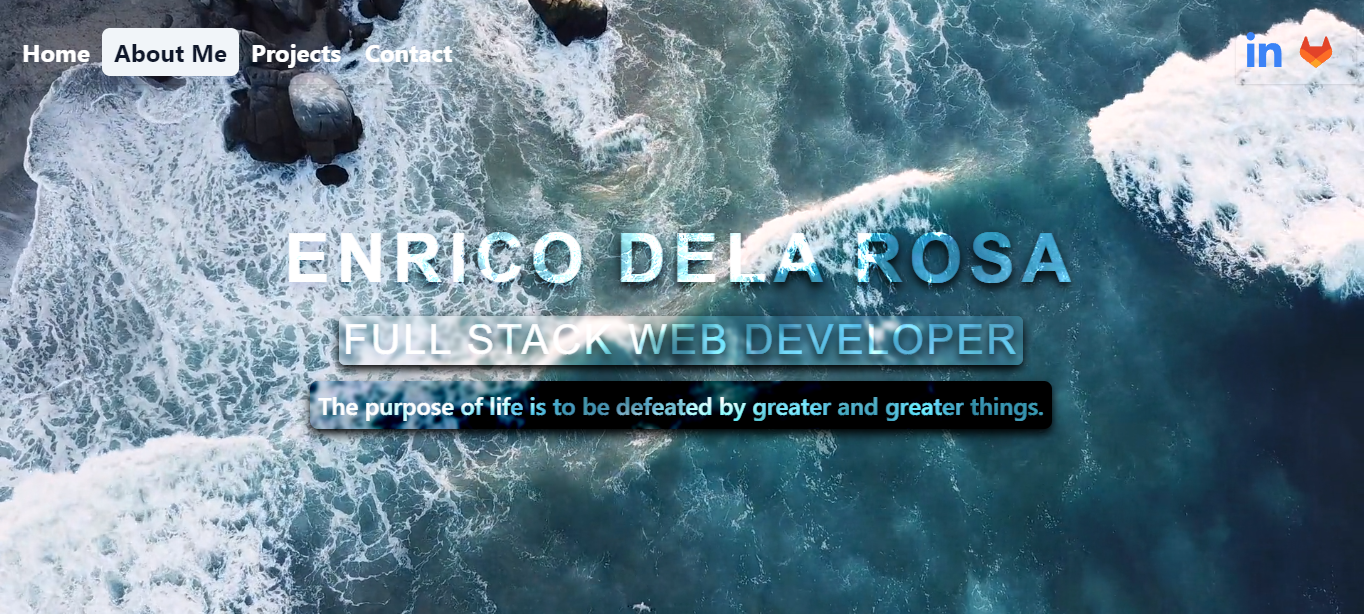 Home About Me Projects Contact in
ENRICO DELA ROSA
FULL STACK WEB DEVELOPER
The purpose of life is to be defeated by greater and greater things.